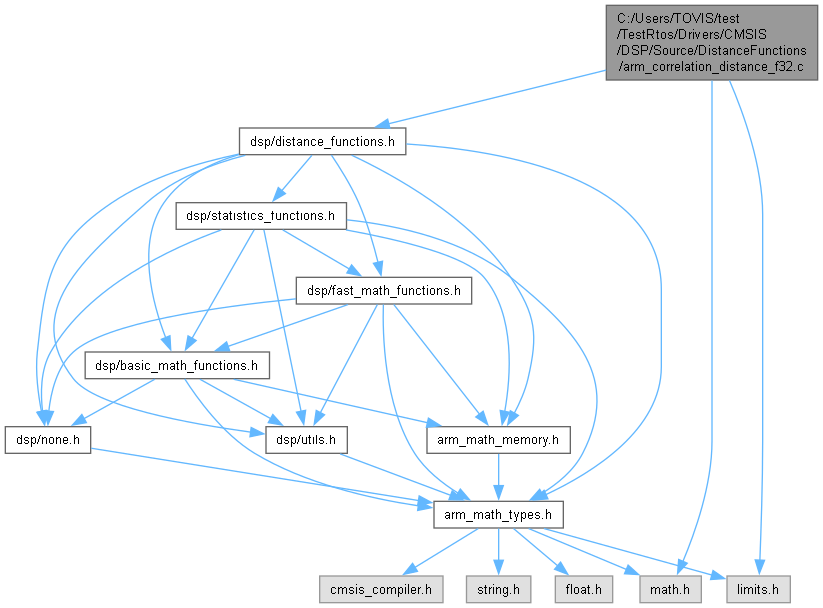 C:/Users/TOVIS/test
/TestRtos/Drivers/CMSIS
/DSP/Source/DistanceFunctions
/arm_correlation_distance_f32.c
dsp/distance_functions.h
dsp/statistics_functions.h
dsp/fast_math_functions.h
dsp/basic_math_functions.h
dsp/none.h
dsp/utils.h
arm_math_memory.h
arm_math_types.h
cmsis_compiler.h
string.h
float.h
math.h
limits.h